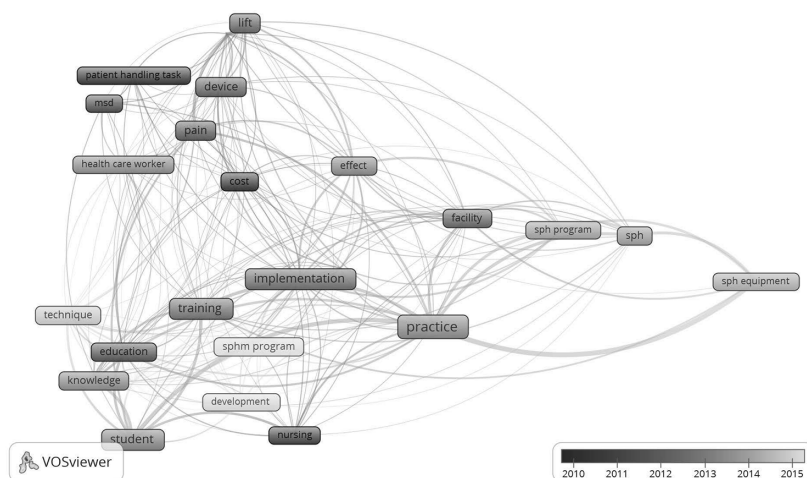 lift
patient handling task
device
msd
pain
health care worker
effect
cost
facility
sph program
sph
implementation
sph equipment
training
technique
practice
sphm program
education
knowledge
development
student
nursing
VOSviewer
2010 2011 2012 2013 2014 2015